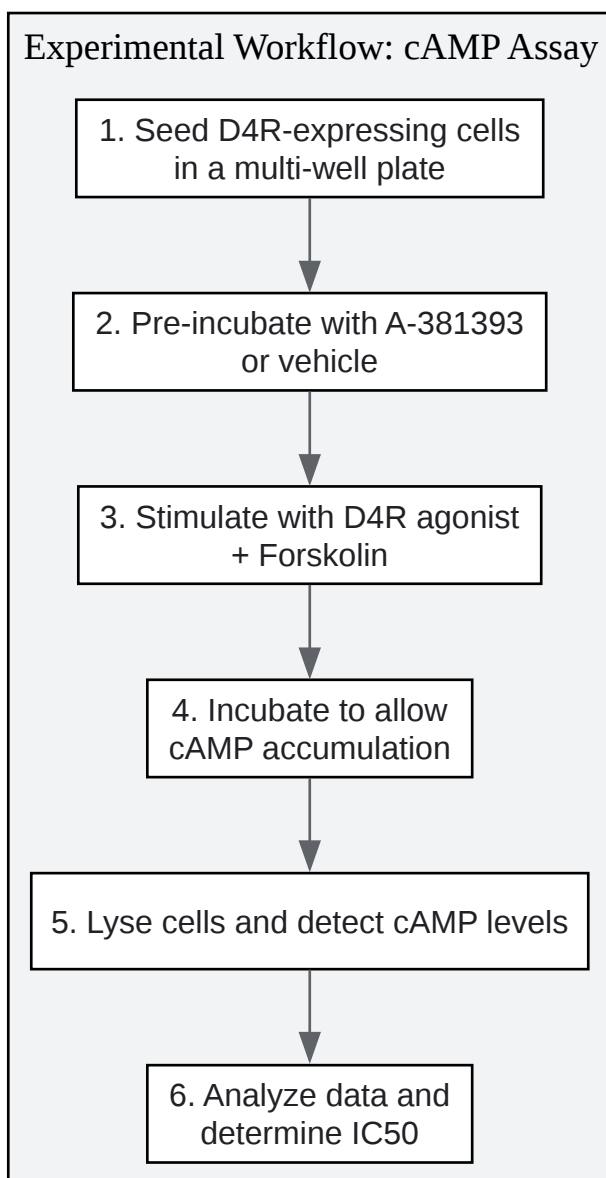 Experimental Workflow: cAMP Assay
1. Seed D4R-expressing cells
in a multi-well plate
2. Pre-incubate with A-381393
or vehicle
3. Stimulate with D4R agonist
+ Forskolin
4. Incubate to allow
cAMP accumulation
5. Lyse cells and detect cAMP levels
6. Analyze data and
determine IC50